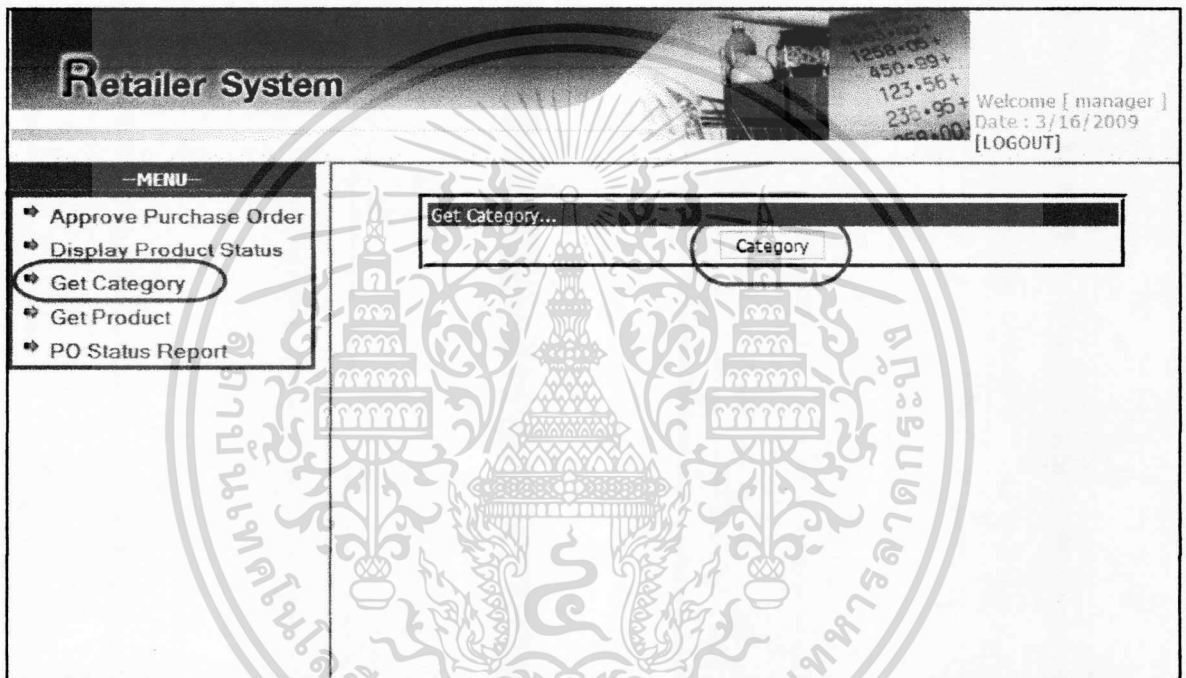 Retailer System
1258•05+
450•99+
123•56+
235•95+
Welcome [ manager ]
Date : 3/16/2009
[LOGOUT]
--MENU--
Approve Purchase Order
Display Product Status
Get Category
Get Product
PO Status Report
Get Category...
Category